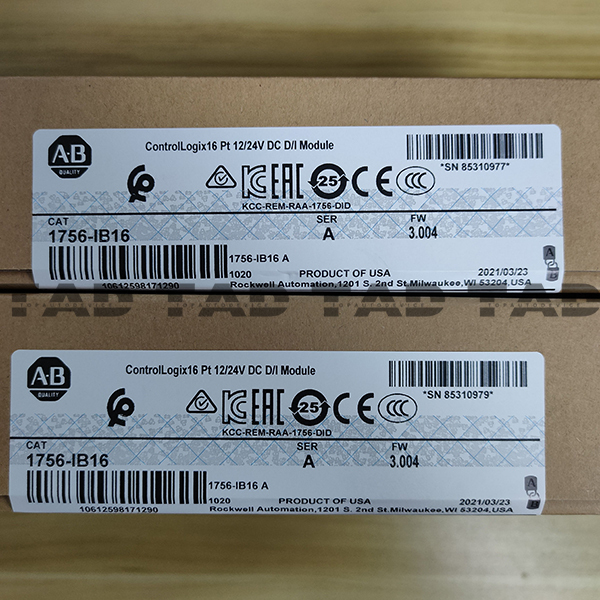 A-B
QUALITY
ControlLogix16 Pt 12/24V DC D/I Module
*SN 85310977*
25
KCC-REM-RAA-1756-DID
CAT
SER
FW
1756-IB16
A
3.004
1756-IB16 A
1020
PRODUCT OF USA
2021/03/23
10612598171290
Rockwell Automation,1201 S. 2nd St.Milwaukee,WI 53204,USA
TAD TAD TAD TAD
A-B
QUALITY
ControlLogix16 Pt 12/24V DC D/I Module
*SN 85310979*
25
KCC-REM-RAA-1756-DID
CAT
SER
FW
1756-IB16
A
3.004
1756-IB16 A
1020
PRODUCT OF USA
2021/03/23
10612598171290
Rockwell Automation,1201 S. 2nd St.Milwaukee,WI 53204,USA